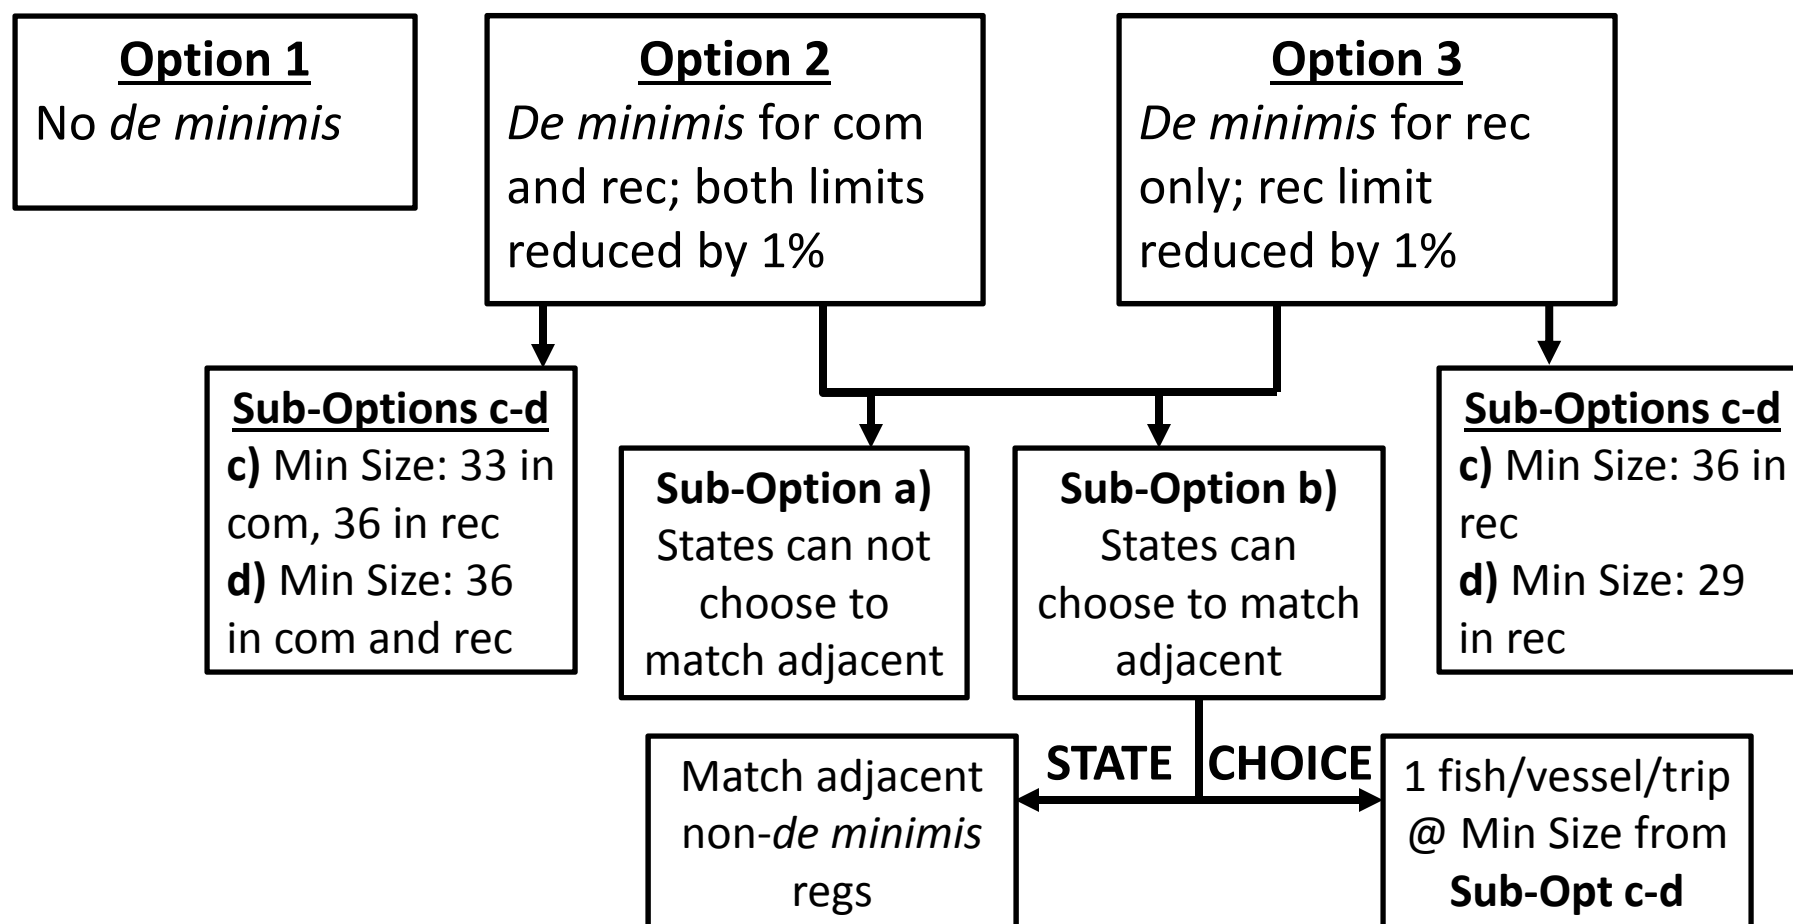 Option 1
No de minimis
Option 2
De minimis for com
and rec; both limits
reduced by 1%
Option 3
De minimis for rec
only; rec limit
reduced by 1%
Sub-Options c-d
c) Min Size: 33 in
com, 36 in rec
d) Min Size: 36
in com and rec
Sub-Option a)
States can not
choose to
match adjacent
Sub-Option b)
States can
choose to match
adjacent
Sub-Options c-d
c) Min Size: 36 in
rec
d) Min Size: 29
in rec
Match adjacent
non-de minimis
regs
STATE CHOICE
1 fish/vessel/trip
@ Min Size from
Sub-Opt c-d